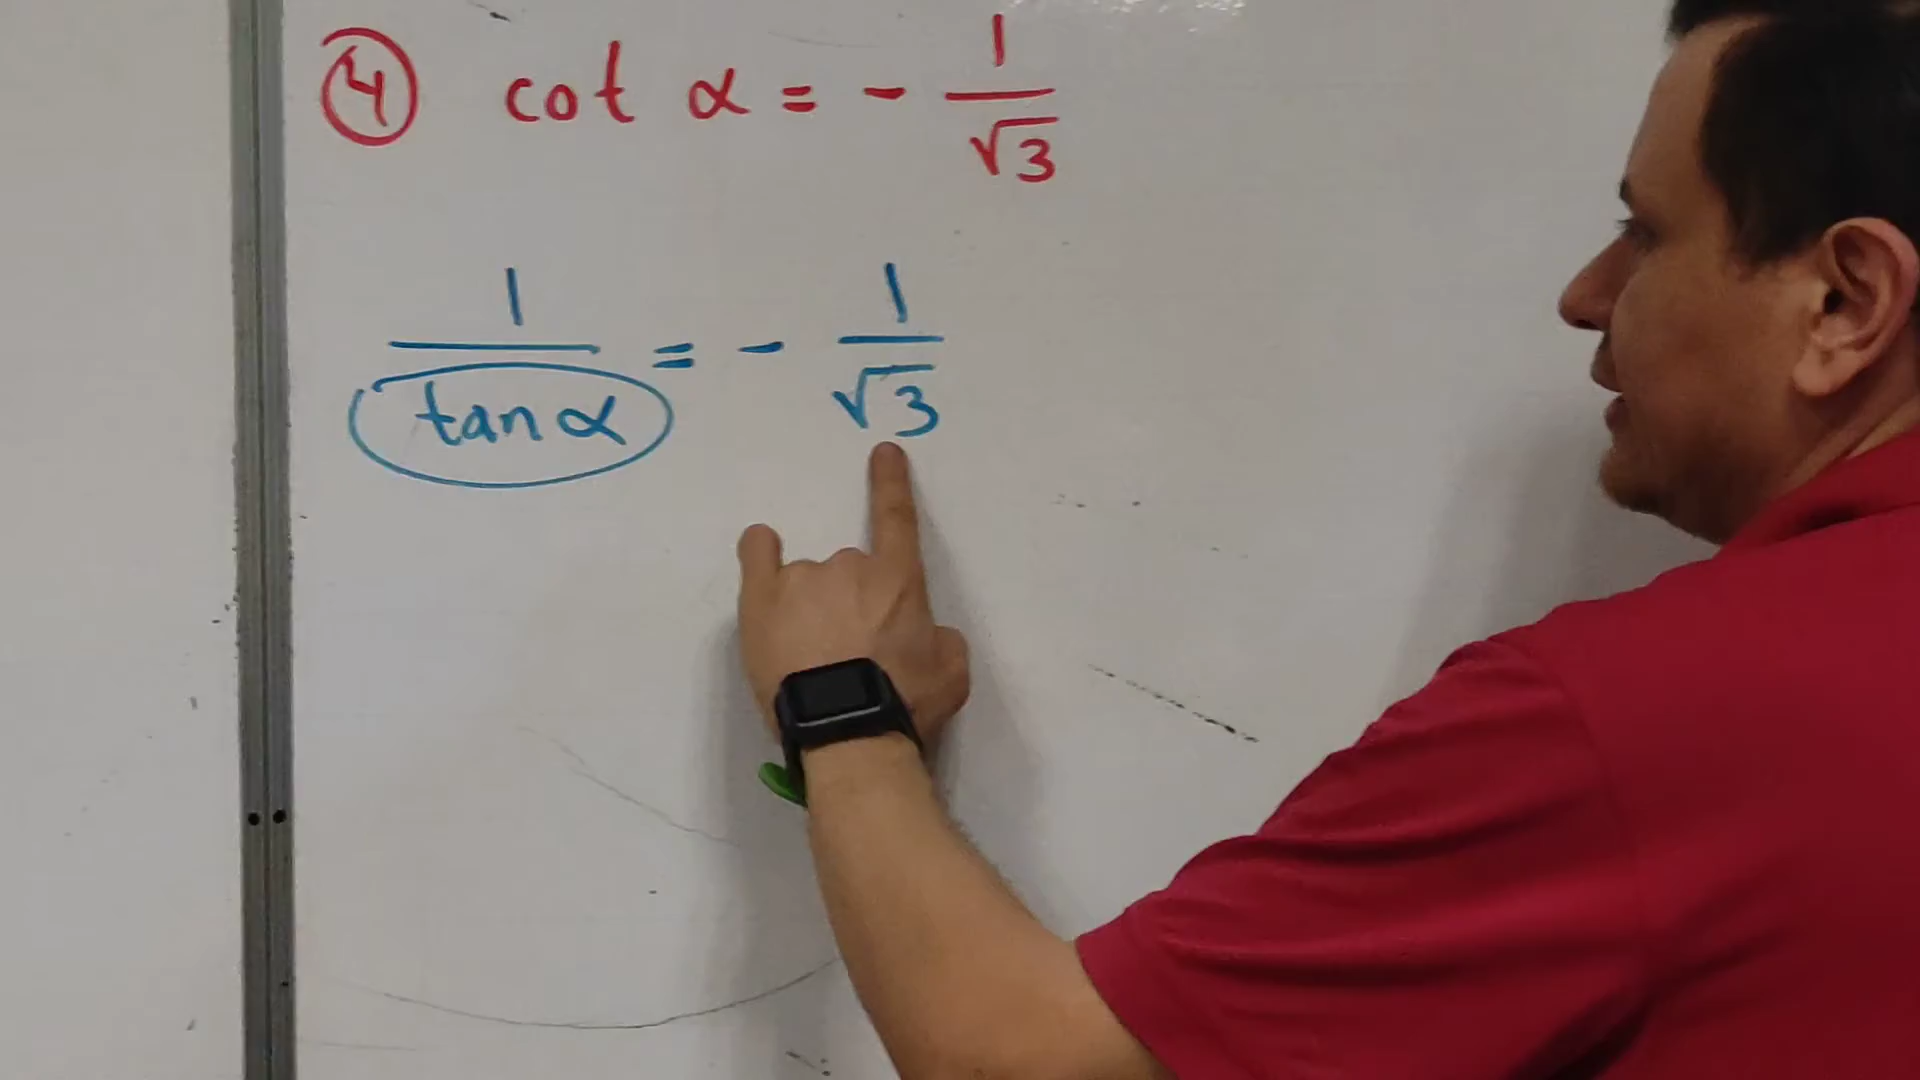 ④ cot α = - 1/√3
1/tan α = - 1/√3